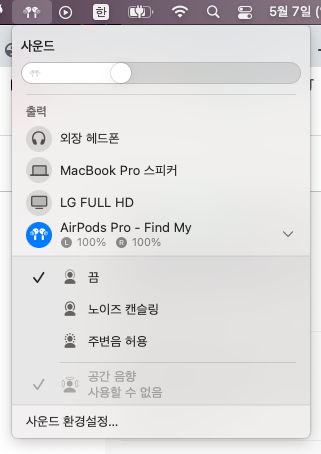 한
5월 7일
사운드
출력
외장 헤드폰
MacBook Pro 스피커
LG FULL HD
AirPods Pro - Find My
L 100% R 100%
끔
노이즈 캔슬링
주변음 허용
공간 음향
사용할 수 없음
사운드 환경설정...